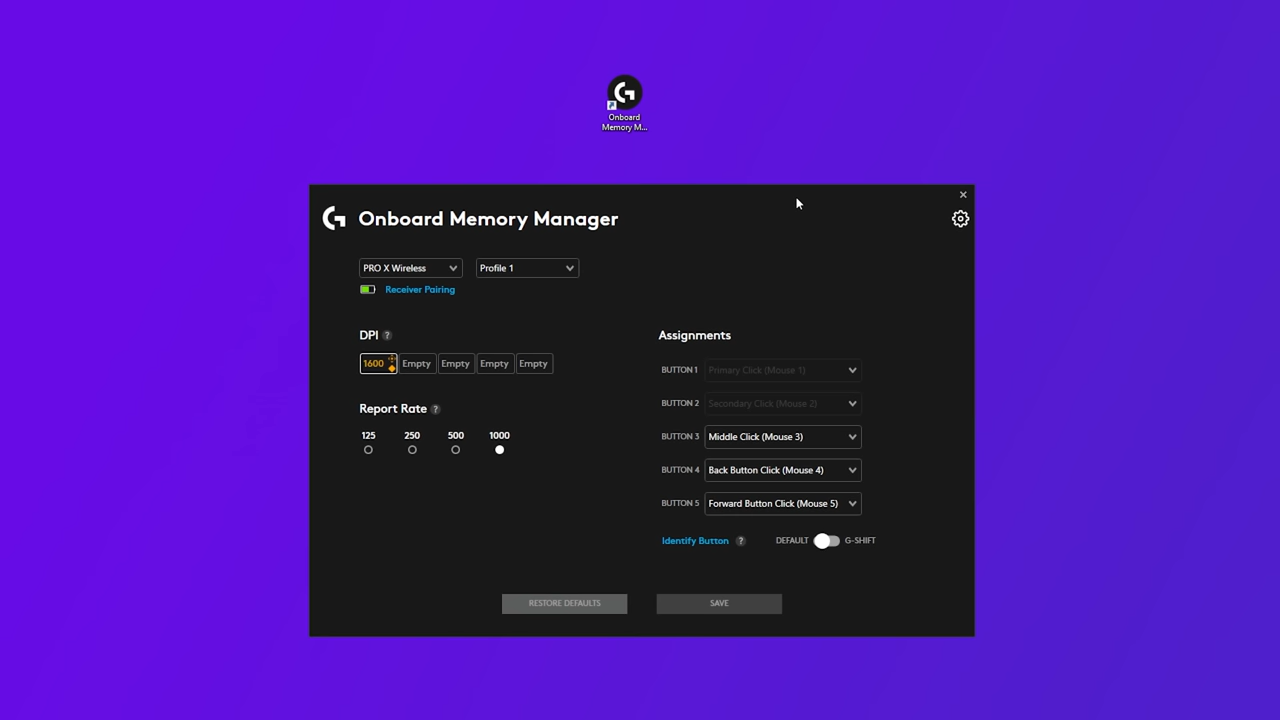 Onboard
Memory M...
Onboard Memory Manager
PRO X Wireless
Profile 1
Receiver Pairing
DPI ?
1600 Empty Empty Empty Empty
Report Rate ?
125 250 500 1000
Assignments
BUTTON 1 Primary Click (Mouse 1)
BUTTON 2 Secondary Click (Mouse 2)
BUTTON 3 Middle Click (Mouse 3)
BUTTON 4 Back Button Click (Mouse 4)
BUTTON 5 Forward Button Click (Mouse 5)
Identify Button ? DEFAULT G-SHIFT
RESTORE DEFAULTS SAVE